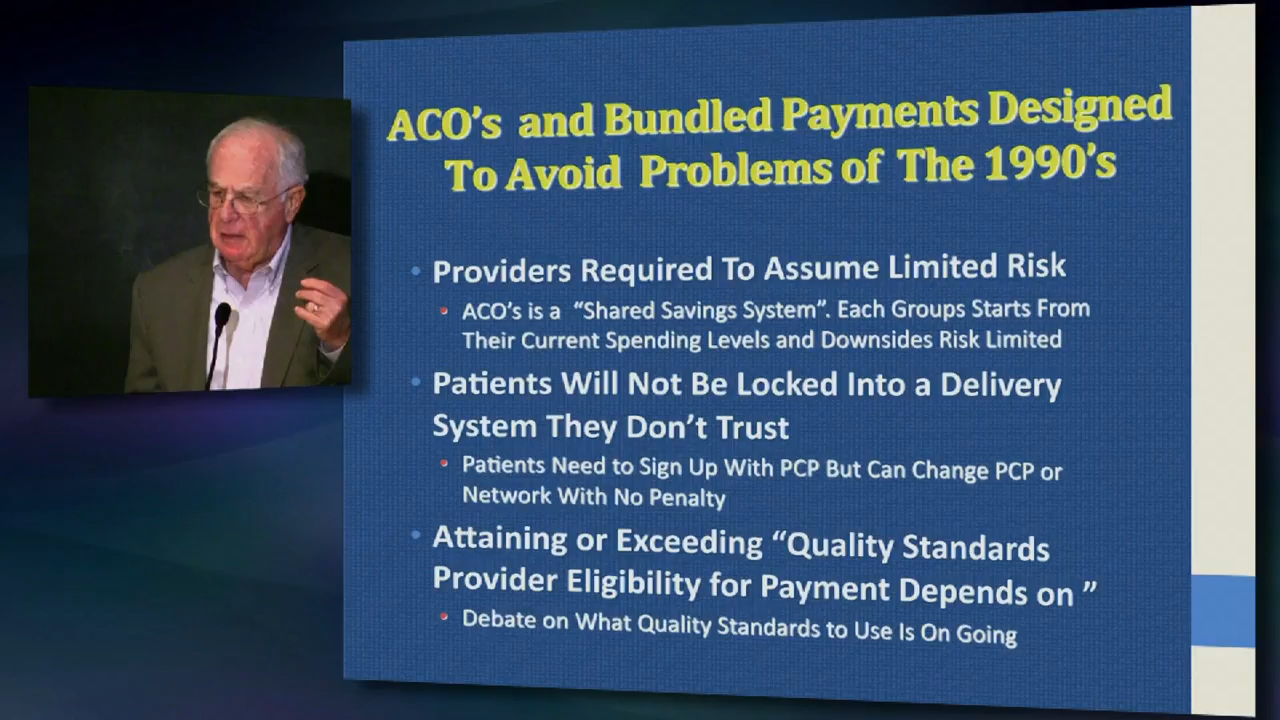 ACO's and Bundled Payments Designed
To Avoid Problems of The 1990's
• Providers Required To Assume Limited Risk
• ACO's is a "Shared Savings System". Each Groups Starts From
Their Current Spending Levels and Downsides Risk Limited
• Patients Will Not Be Locked Into a Delivery
System They Don't Trust
• Patients Need to Sign Up With PCP But Can Change PCP or
Network With No Penalty
• Attaining or Exceeding "Quality Standards
Provider Eligibility for Payment Depends on "
• Debate on What Quality Standards to Use Is On Going